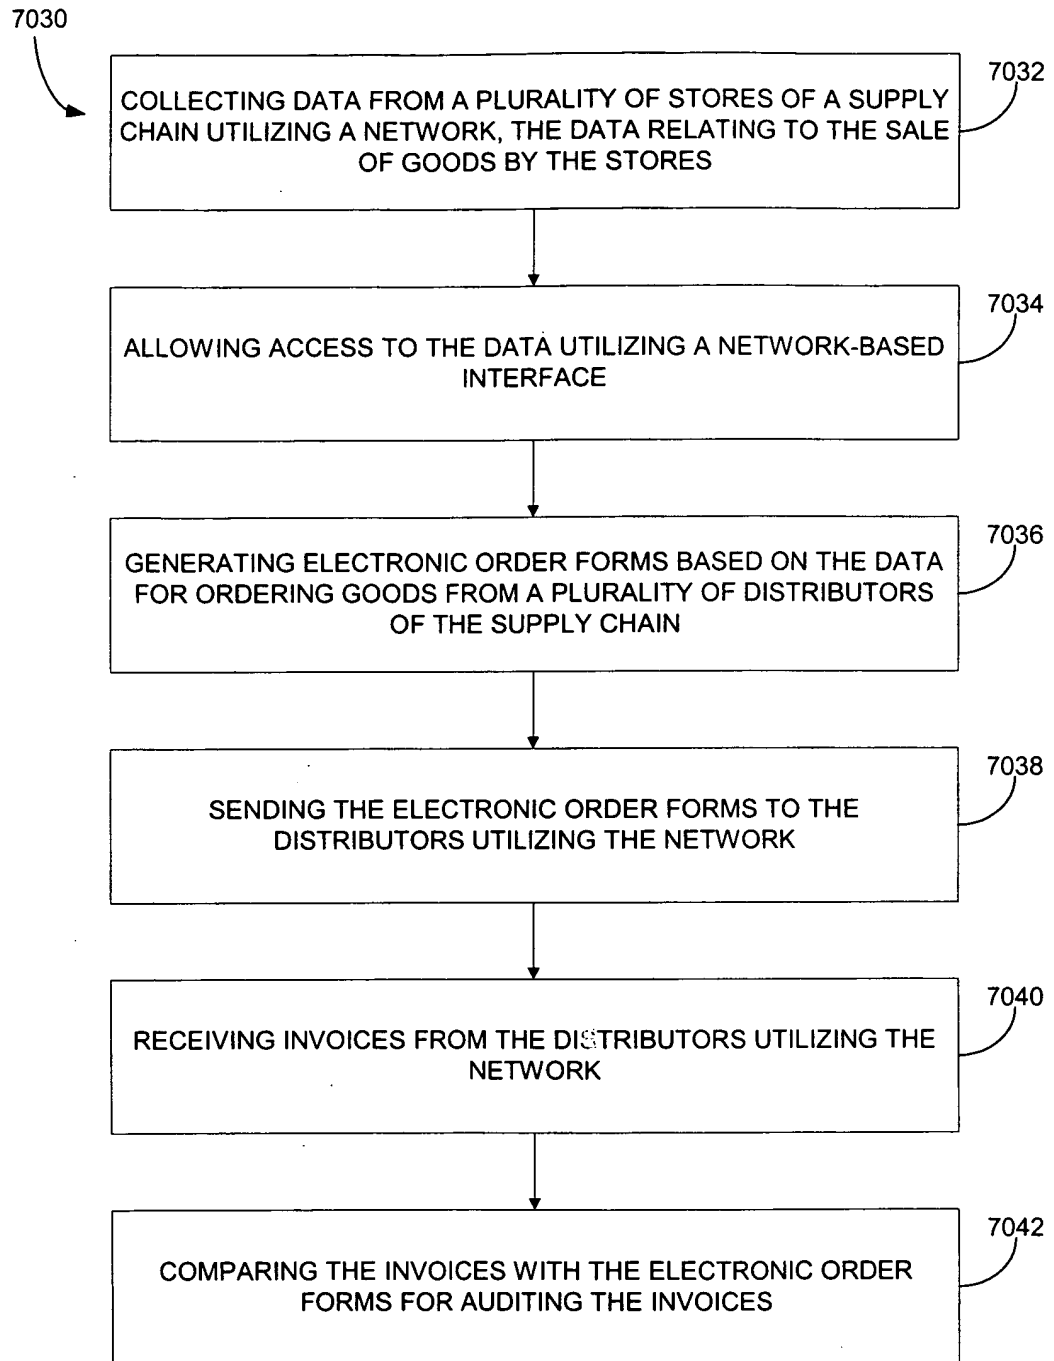 7030
7032
COLLECTING DATA FROM A PLURALITY OF STORES OF A SUPPLY
CHAIN UTILIZING A NETWORK, THE DATA RELATING TO THE SALE
OF GOODS BY THE STORES
7034
ALLOWING ACCESS TO THE DATA UTILIZING A NETWORK-BASED
INTERFACE
7036
GENERATING ELECTRONIC ORDER FORMS BASED ON THE DATA
FOR ORDERING GOODS FROM A PLURALITY OF DISTRIBUTORS
OF THE SUPPLY CHAIN
7038
SENDING THE ELECTRONIC ORDER FORMS TO THE
DISTRIBUTORS UTILIZING THE NETWORK
7040
RECEIVING INVOICES FROM THE DISTRIBUTORS UTILIZING THE
NETWORK
7042
COMPARING THE INVOICES WITH THE ELECTRONIC ORDER
FORMS FOR AUDITING THE INVOICES